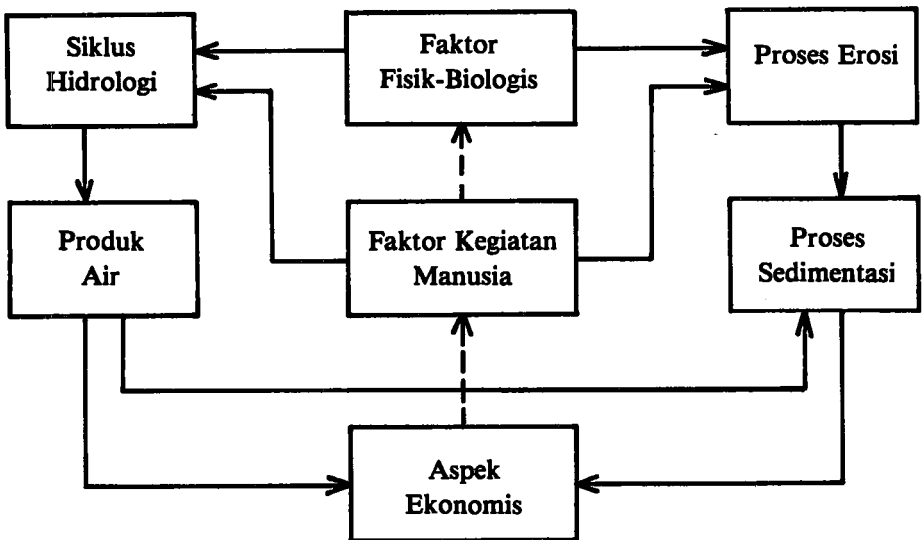 Siklus
Hidrologi
Faktor
Fisik-Biologis
Proses Erosi
Produk
Air
Faktor Kegiatan
Manusia
Proses
Sedimentasi
Aspek
Ekonomis